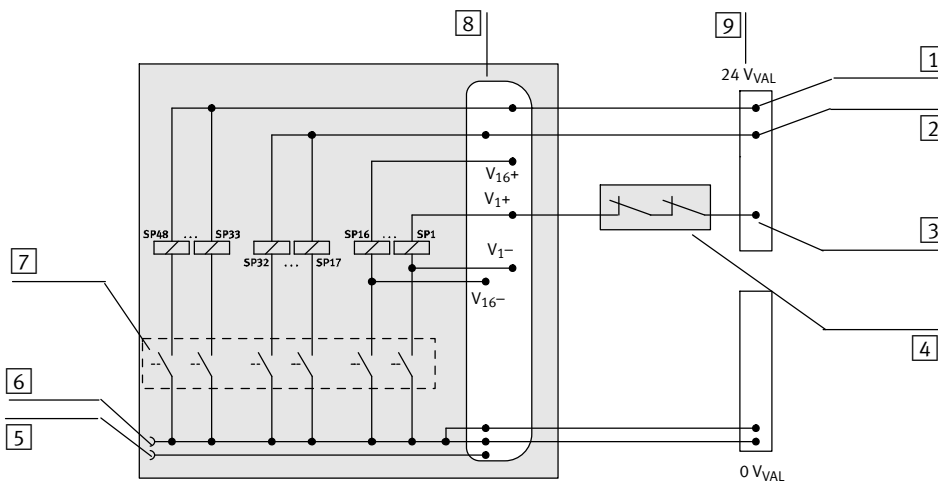 8
9
1
24 VVAL
2
V16+
V1+
SP48 ... SP33
SP16 ... SP1
3
SP32 ... SP17
V1–
7
V16–
4
6
5
0 VVAL